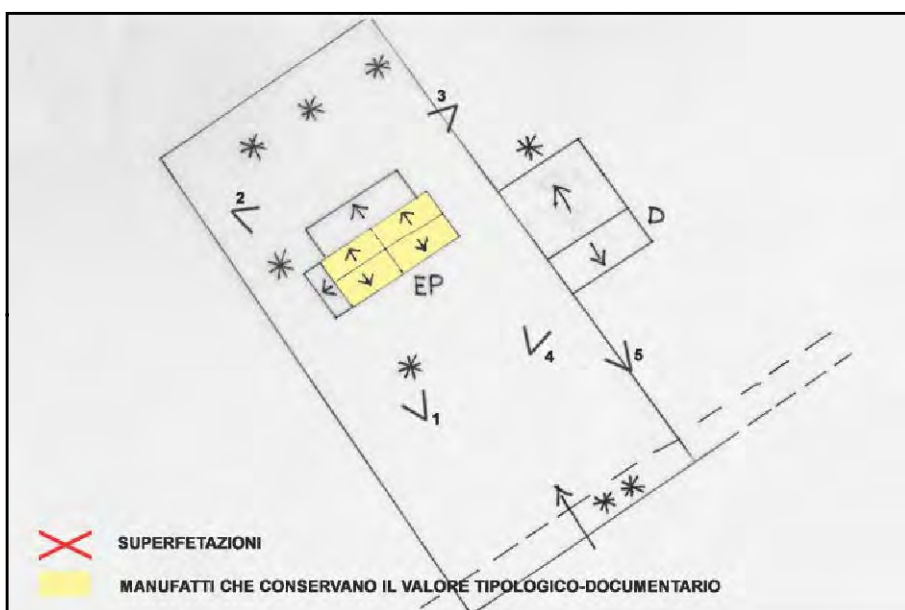 3
2
D
EP
4
5
1
SUPERFETAZIONI
MANUFATTI CHE CONSERVANO IL VALORE TIPOLOGICO-DOCUMENTARIO